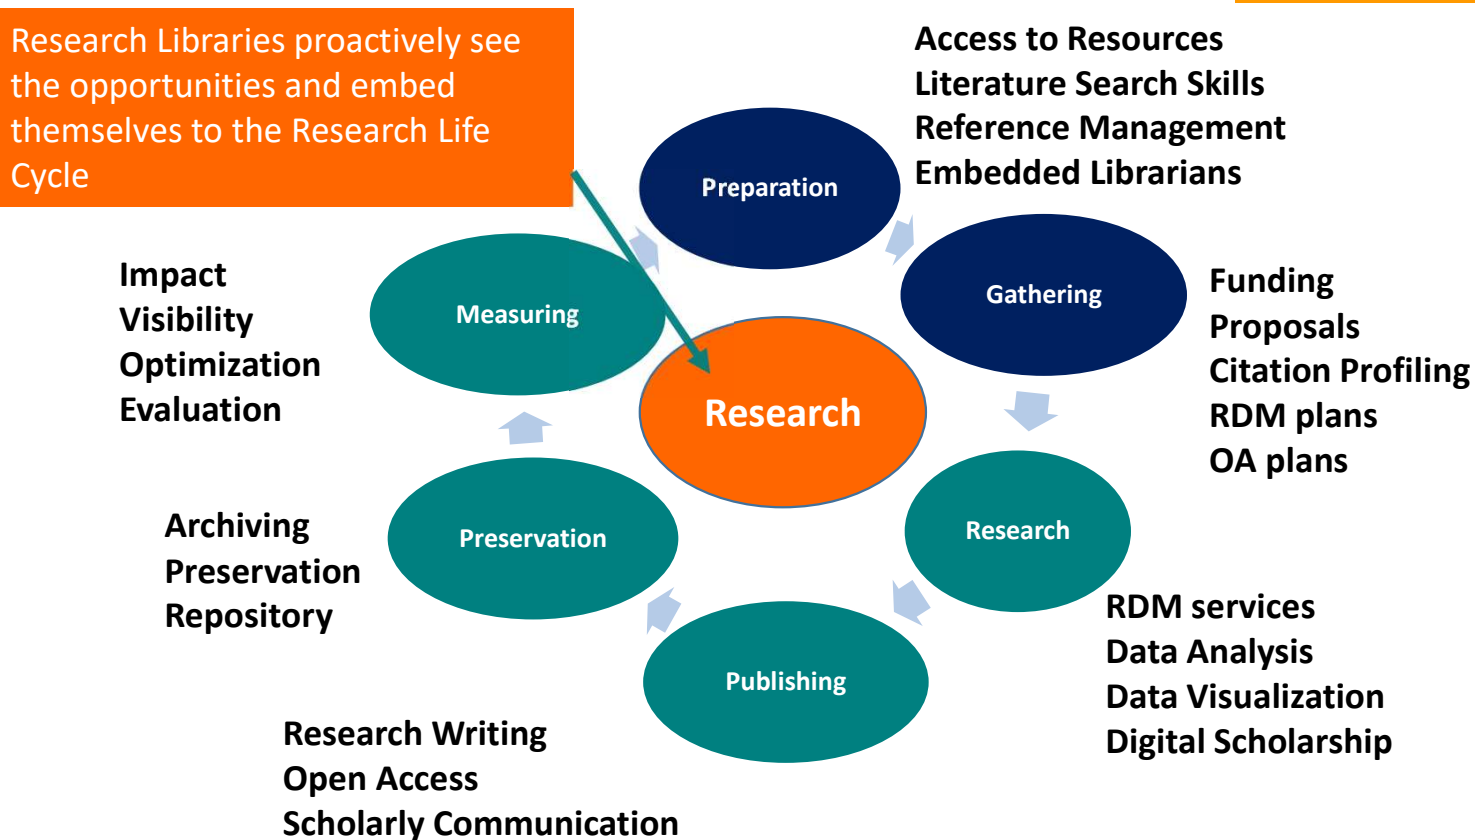 Research Libraries proactively see
the opportunities and embed
themselves to the Research Life
Cycle
Access to Resources
Literature Search Skills
Reference Management
Embedded Librarians
Preparation
Gathering
Funding
Proposals
Citation Profiling
RDM plans
OA plans
Impact
Visibility
Optimization
Evaluation
Measuring
Research
Research
RDM services
Data Analysis
Data Visualization
Digital Scholarship
Archiving
Preservation
Repository
Preservation
Publishing
Research Writing
Open Access
Scholarly Communication